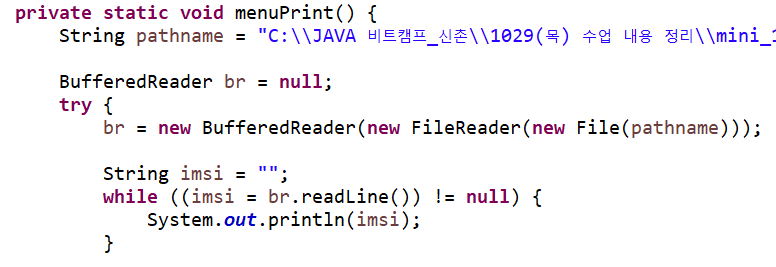 private static void menuPrint() {
String pathname = "C:\\JAVA 비트캠프_신촌\\1029(목) 수업 내용 정리\\mini_1
BufferedReader br = null;
try {
br = new BufferedReader(new FileReader(new File(pathname)));
String imsi = "";
while ((imsi = br.readLine()) != null) {
System.out.println(imsi);
}